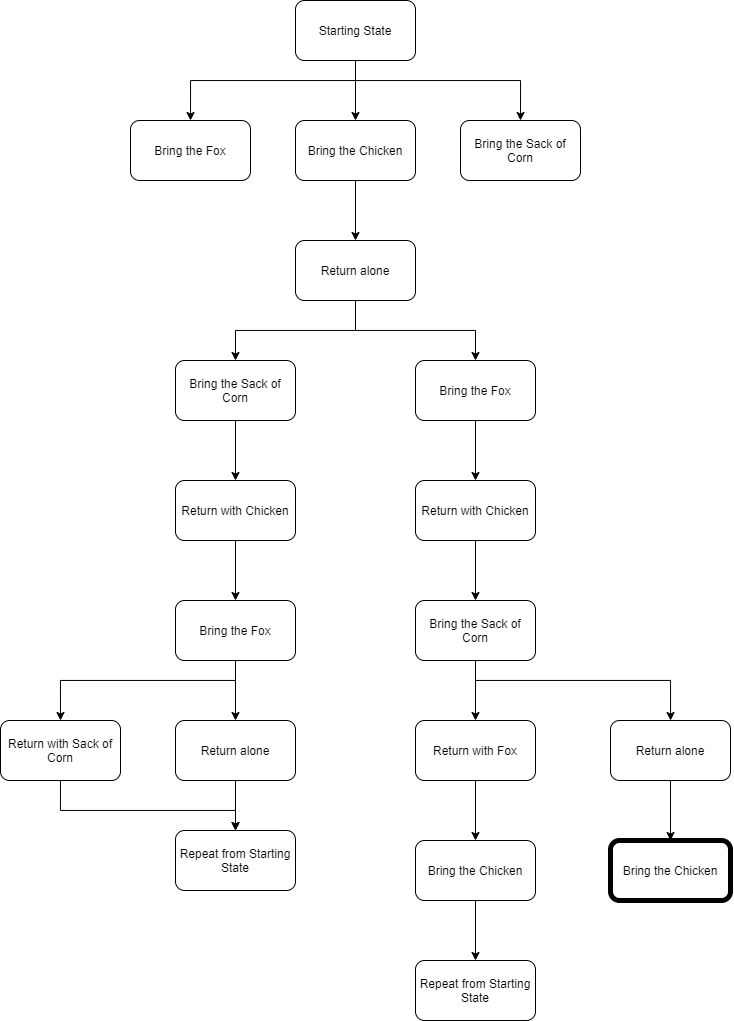 Starting State
Bring the Fox
Bring the Chicken
Bring the Sack of
Corn
Return alone
Bring the Sack of
Corn
Bring the Fox
Return with Chicken
Return with Chicken
Bring the Fox
Bring the Sack of
Corn
Return with Sack of
Corn
Return alone
Return with Fox
Return alone
Repeat from Starting
State
Bring the Chicken
Bring the Chicken
Repeat from Starting
State